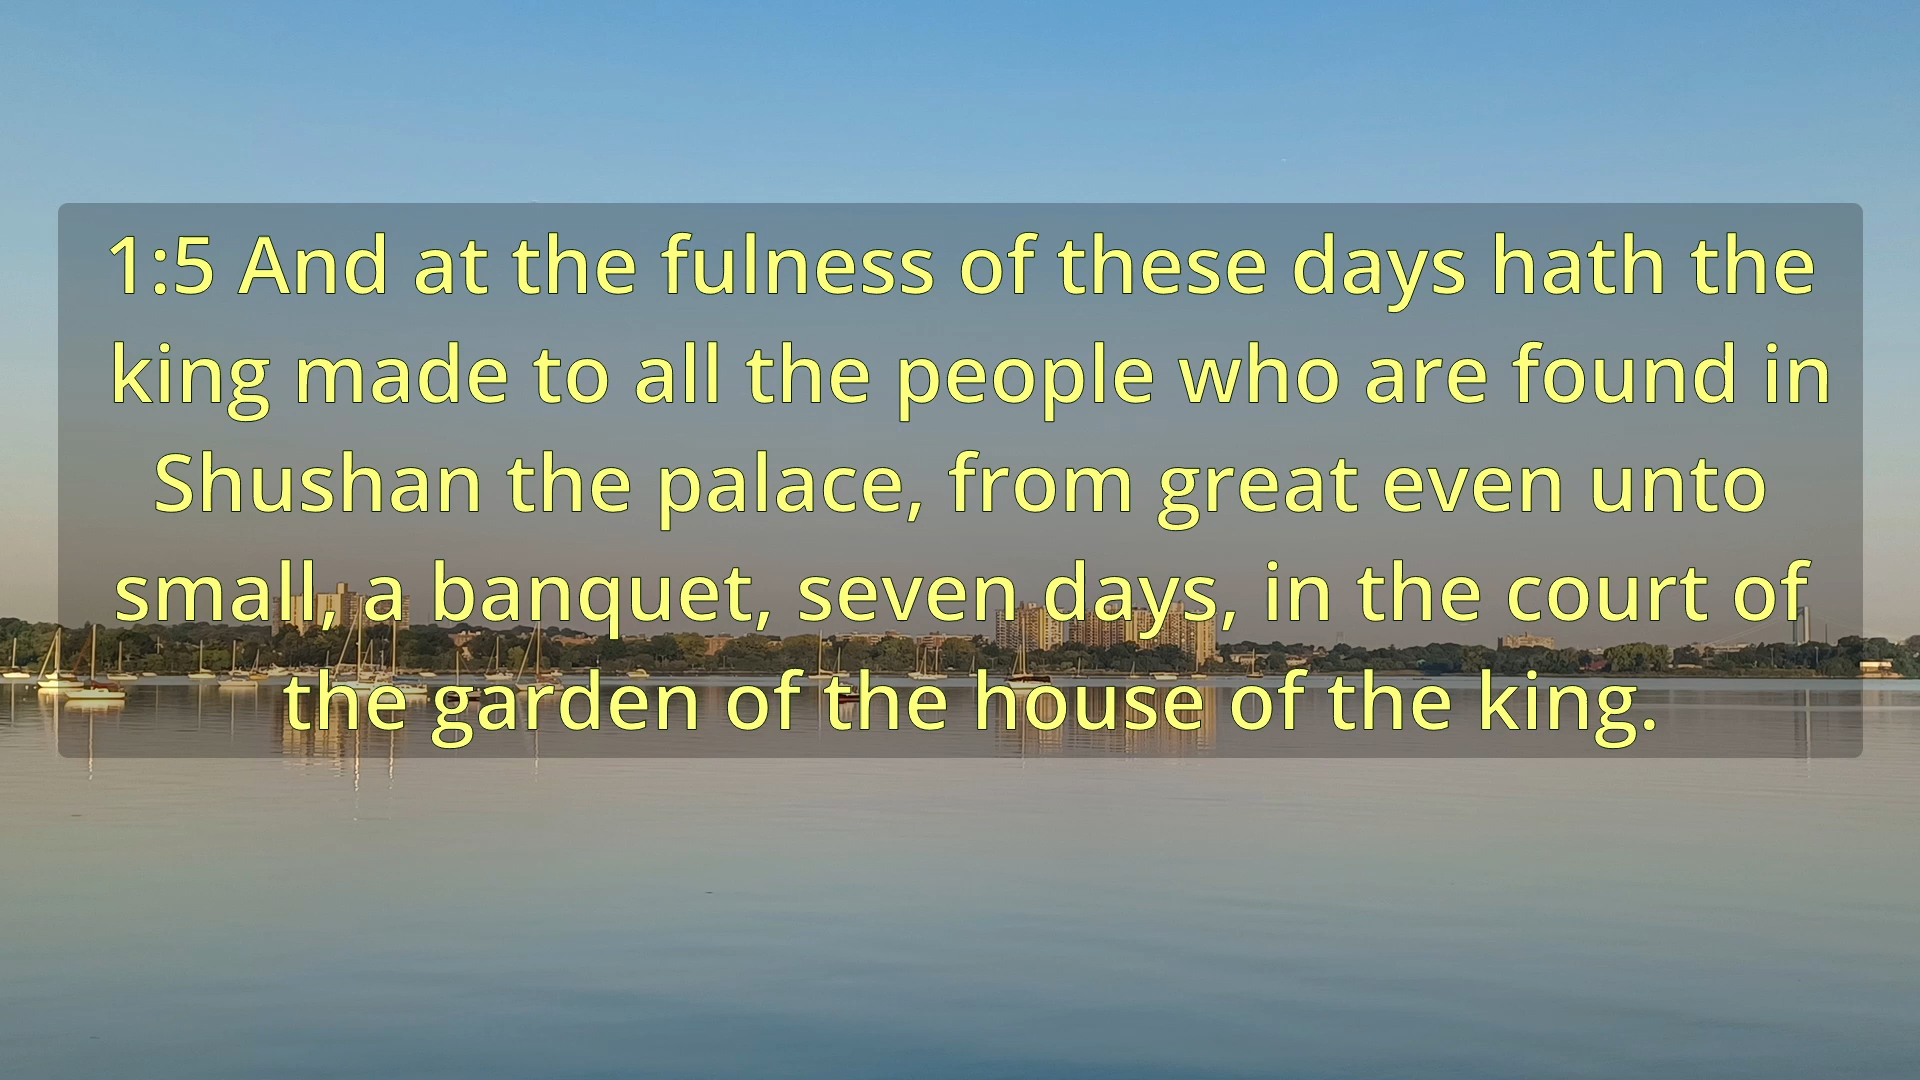 1:5 And at the fulness of these days hath the
king made to all the people who are found in
Shushan the palace, from great even unto
small, a banquet, seven days, in the court of
the garden of the house of the king.